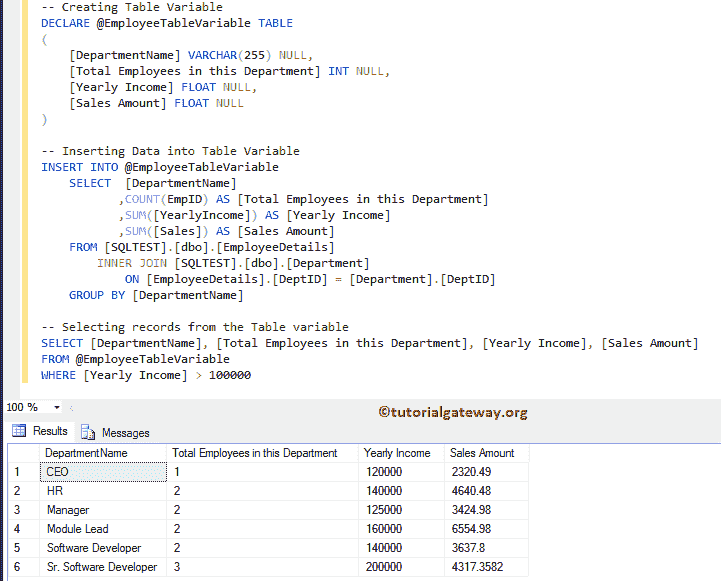 -- Creating Table Variable
DECLARE @EmployeeTableVariable TABLE
(
[DepartmentName] VARCHAR(255) NULL,
[Total Employees in this Department] INT NULL,
[Yearly Income] FLOAT NULL,
[Sales Amount] FLOAT NULL
)
-- Inserting Data into Table Variable
INSERT INTO @EmployeeTableVariable
SELECT [DepartmentName]
,COUNT(EmpID) AS [Total Employees in this Department]
,SUM([YearlyIncome]) AS [Yearly Income]
,SUM([Sales]) AS [Sales Amount]
FROM [SQLTEST].[dbo].[EmployeeDetails]
INNER JOIN [SQLTEST].[dbo].[Department]
ON [EmployeeDetails].[DeptID] = [Department].[DeptID]
GROUP BY [DepartmentName]
-- Selecting records from the Table variable
SELECT [DepartmentName], [Total Employees in this Department], [Yearly Income], [Sales Amount]
FROM @EmployeeTableVariable
WHERE [Yearly Income] > 100000
100 %
©tutorialgateway.org
Results Messages
DepartmentName Total Employees in this Department Yearly Income Sales Amount
1 CEO 1 120000 2320.49
2 HR 2 140000 4640.48
3 Manager 2 125000 3424.98
4 Module Lead 2 160000 6554.98
5 Software Developer 2 140000 3637.8
6 Sr. Software Developer 3 200000 4317.3582